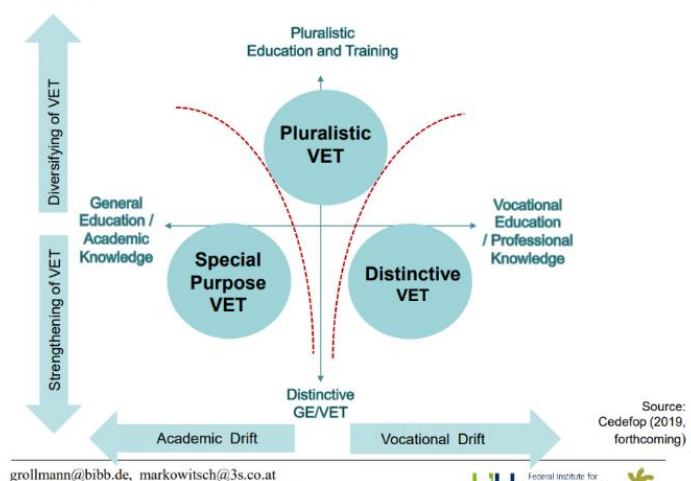 Pluralistic
Education and Training
Diversifying of VET
Pluralistic
VET
General
Education /
Academic
Knowledge
Vocational
Education
/ Professional
Knowledge
Special
Purpose
VET
Distinctive
VET
Strengthening of VET
Distinctive
GE/VET
Academic Drift
Vocational Drift
Source:
Cedefop (2019,
forthcoming)
grollmann@bibb.de, markowitsch@3s.co.at
Federal Institute for